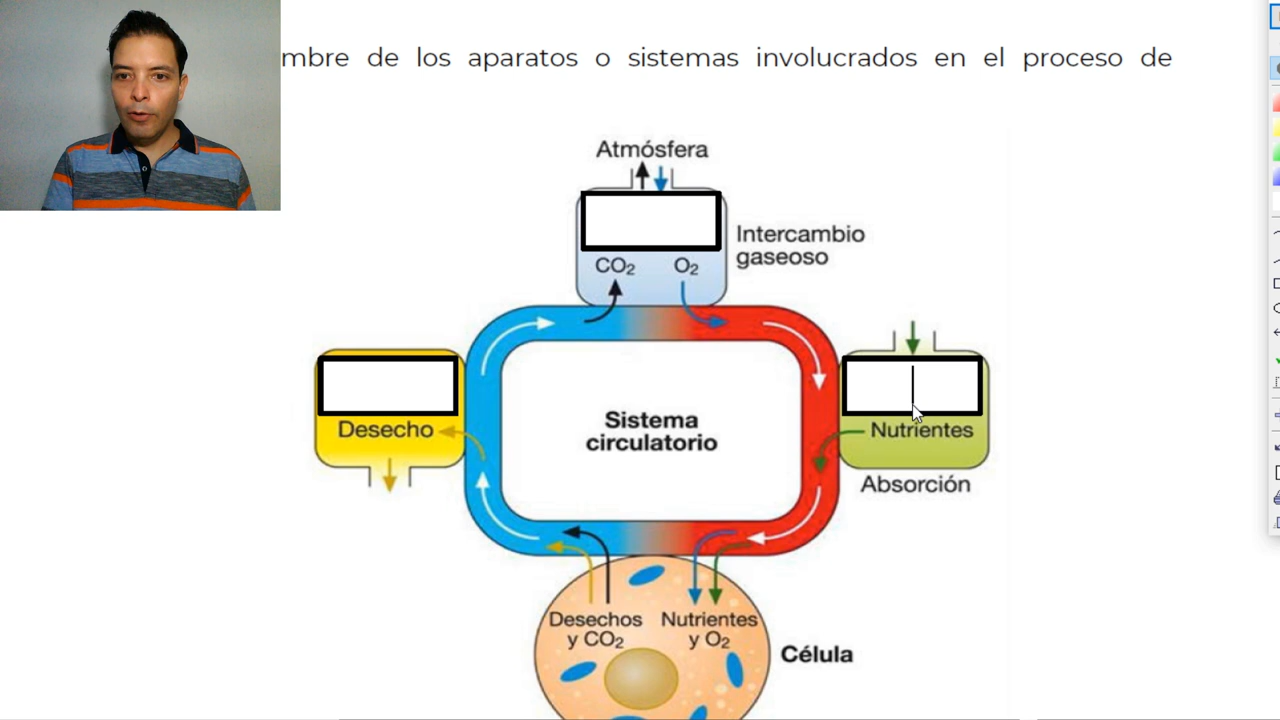 mbre de los aparatos o sistemas involucrados en el proceso de
Atmósfera
Intercambio
gaseoso
CO₂ O₂
Sistema
circulatorio
Desecho
Nutrientes
Absorción
Desechos
y CO₂
Nutrientes
y O₂
Célula